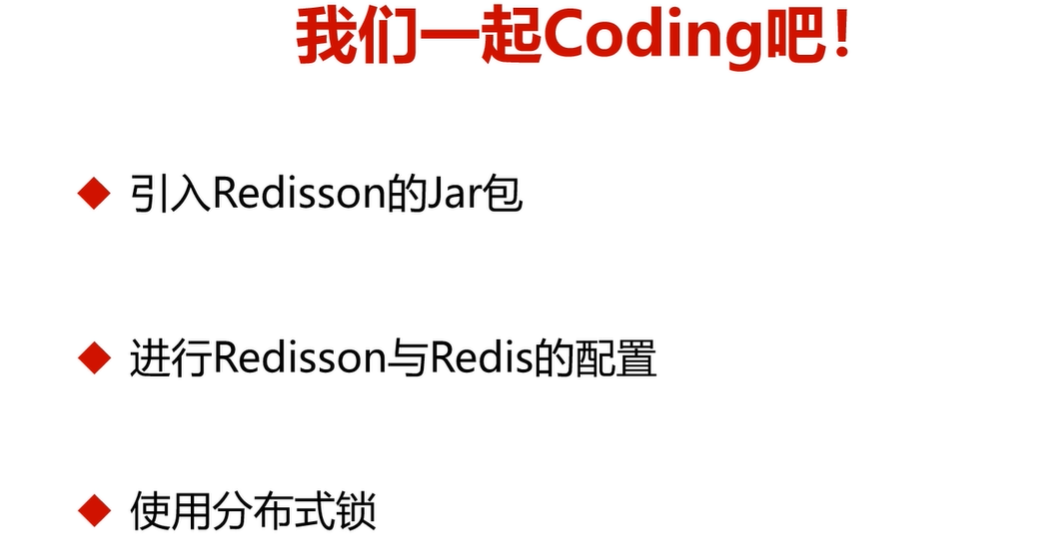 我们一起Coding吧！
引入Redisson的Jar包
进行Redisson与Redis的配置
使用分布式锁